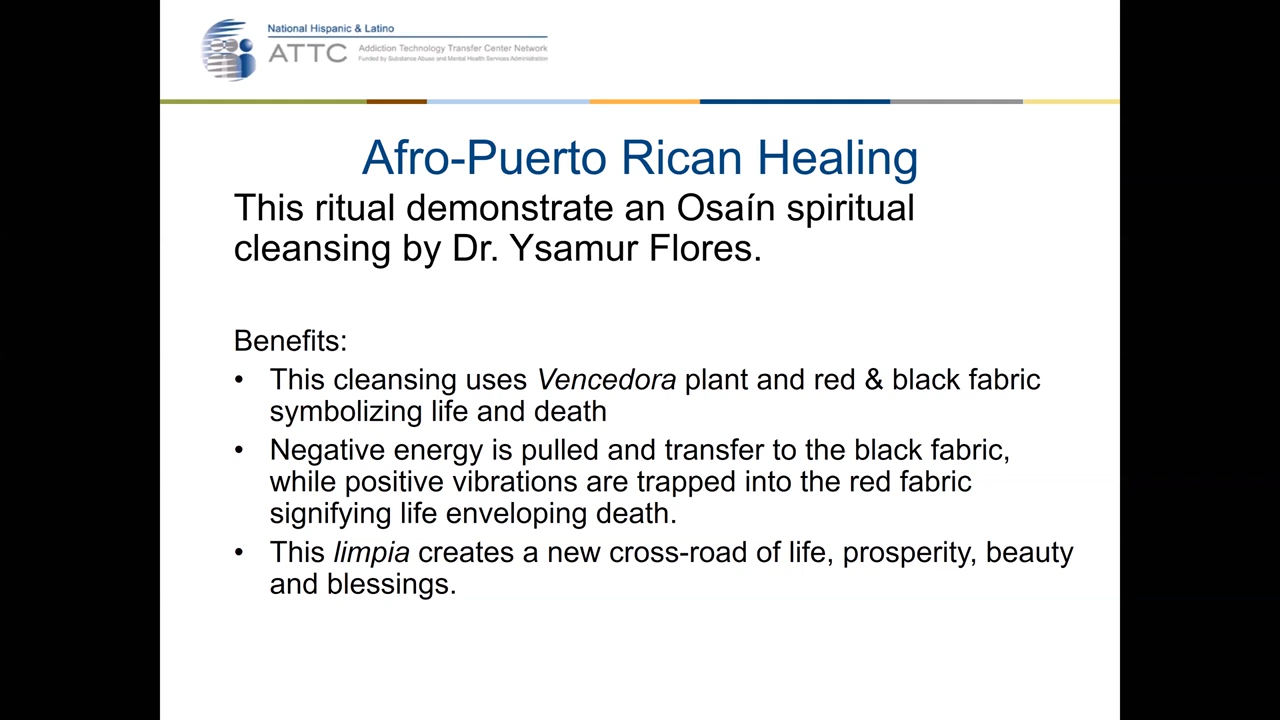 National Hispanic & Latino
ATTC
Addiction Technology Transfer Center Network
Funded by Substance Abuse and Mental Health Services Administration
Afro-Puerto Rican Healing
This ritual demonstrate an Osaín spiritual
cleansing by Dr. Ysamur Flores.
Benefits:
• This cleansing uses Vencedora plant and red & black fabric
symbolizing life and death
• Negative energy is pulled and transfer to the black fabric,
while positive vibrations are trapped into the red fabric
signifying life enveloping death.
• This limpia creates a new cross-road of life, prosperity, beauty
and blessings.